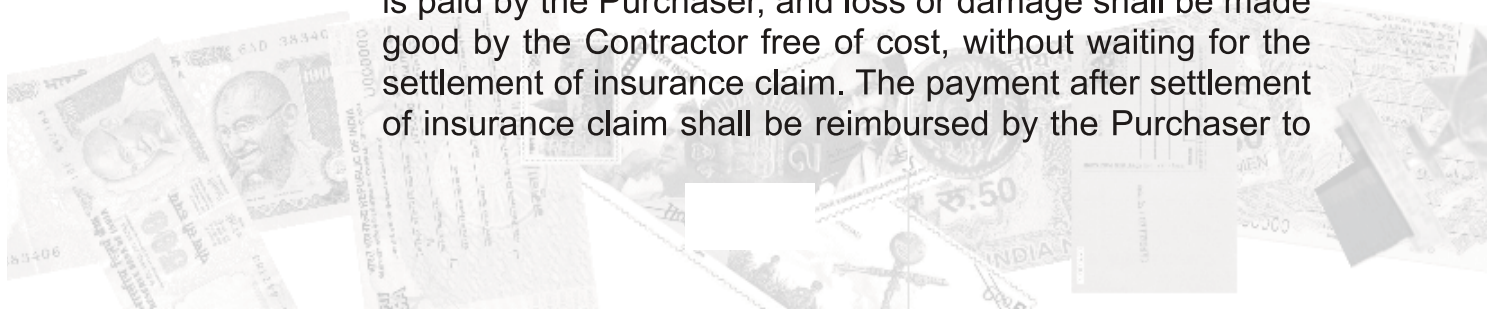 is paid by the Purchaser, and loss or damage shall be made
good by the Contractor free of cost, without waiting for the
settlement of insurance claim. The payment after settlement
of insurance claim shall be reimbursed by the Purchaser to
रु.50